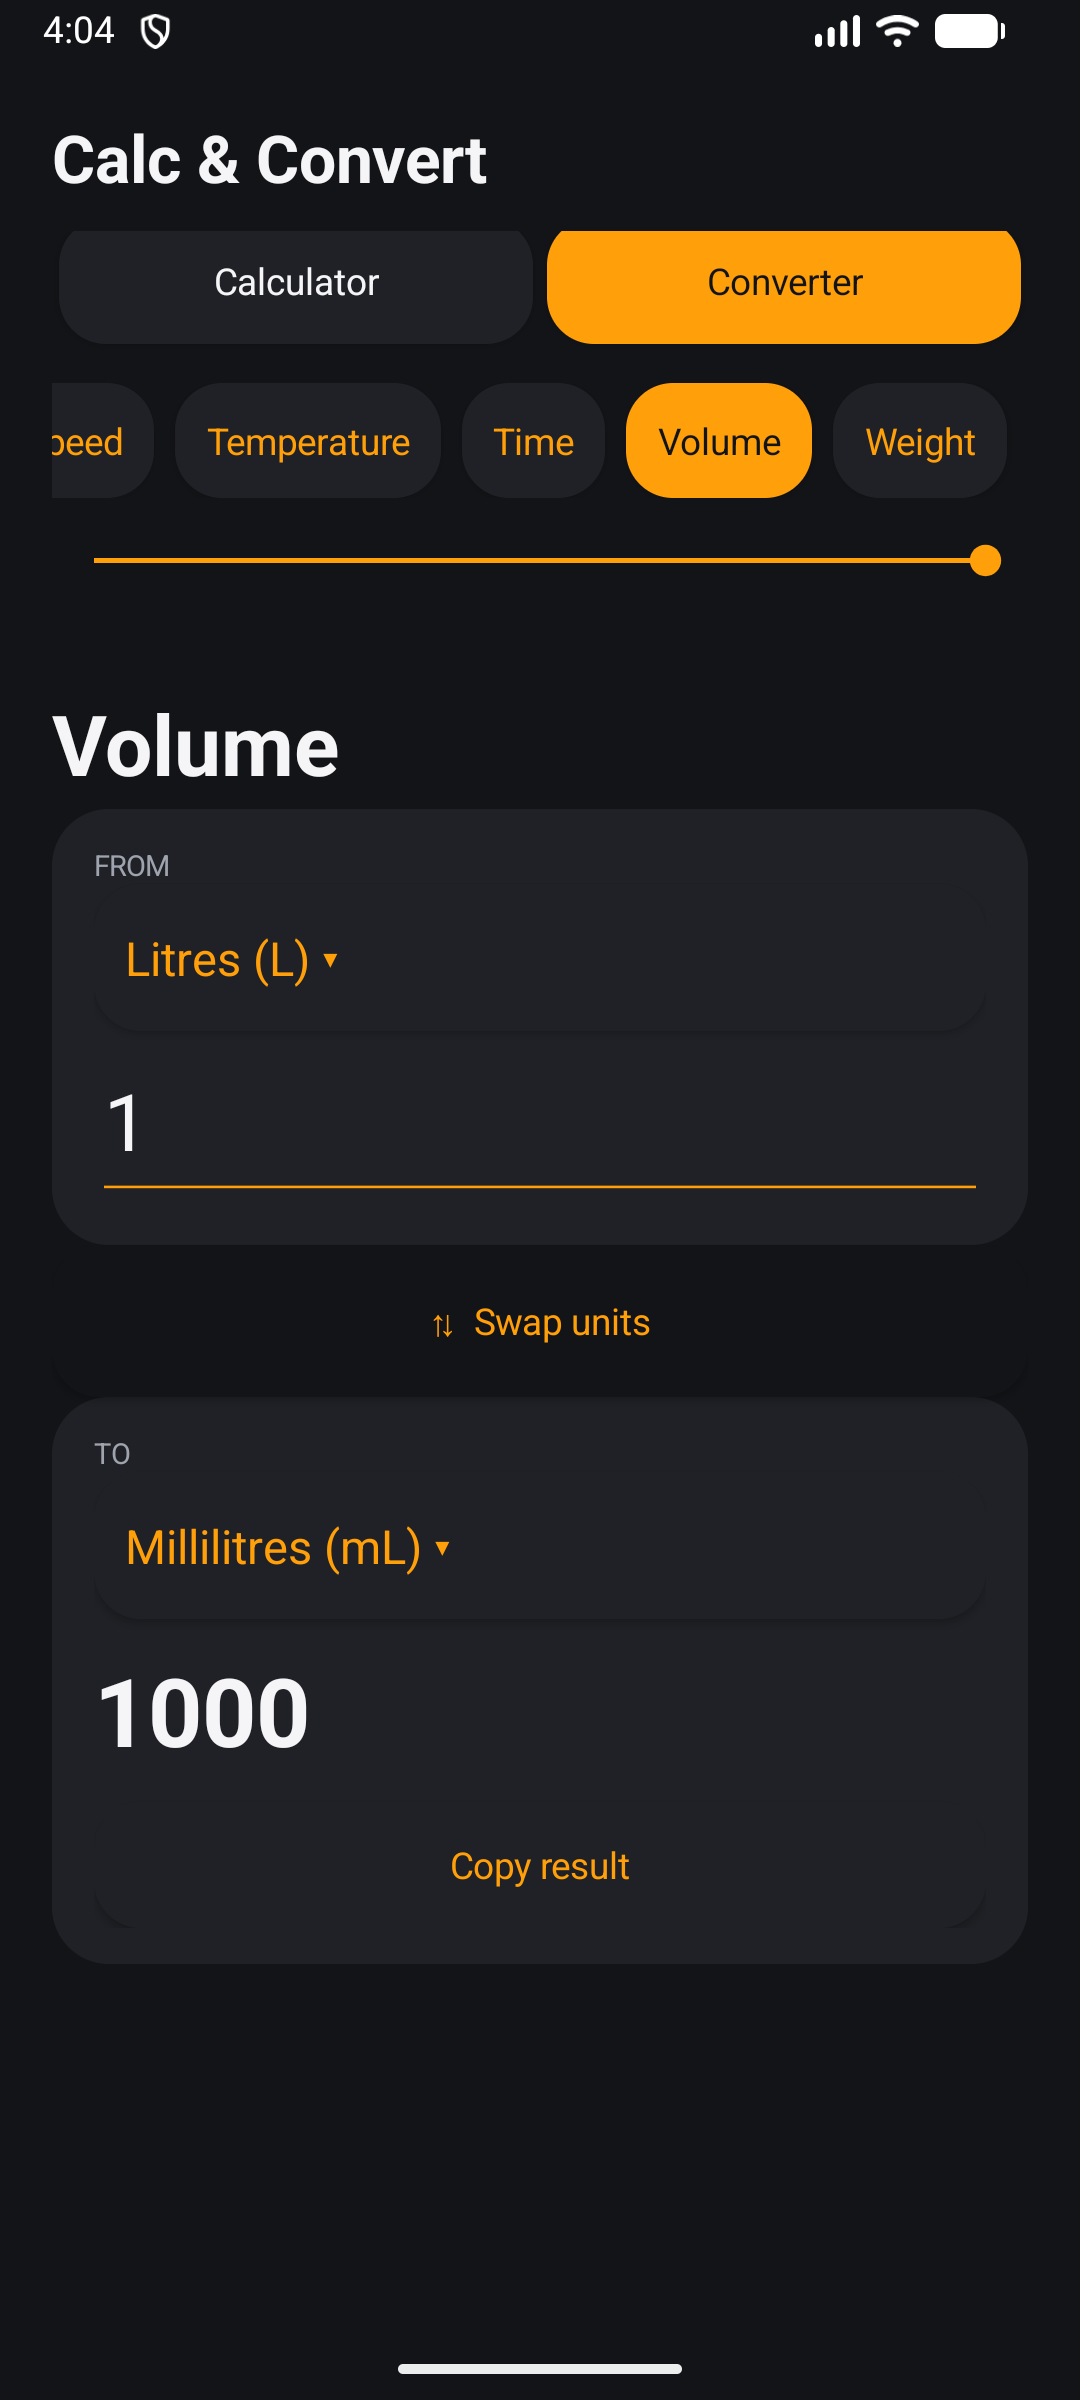 4:04
Calc & Convert
Calculator Converter
peed Temperature Time Volume Weight
Volume
FROM
Litres (L) ▾
1
⇅ Swap units
TO
Millilitres (mL) ▾
1000
Copy result